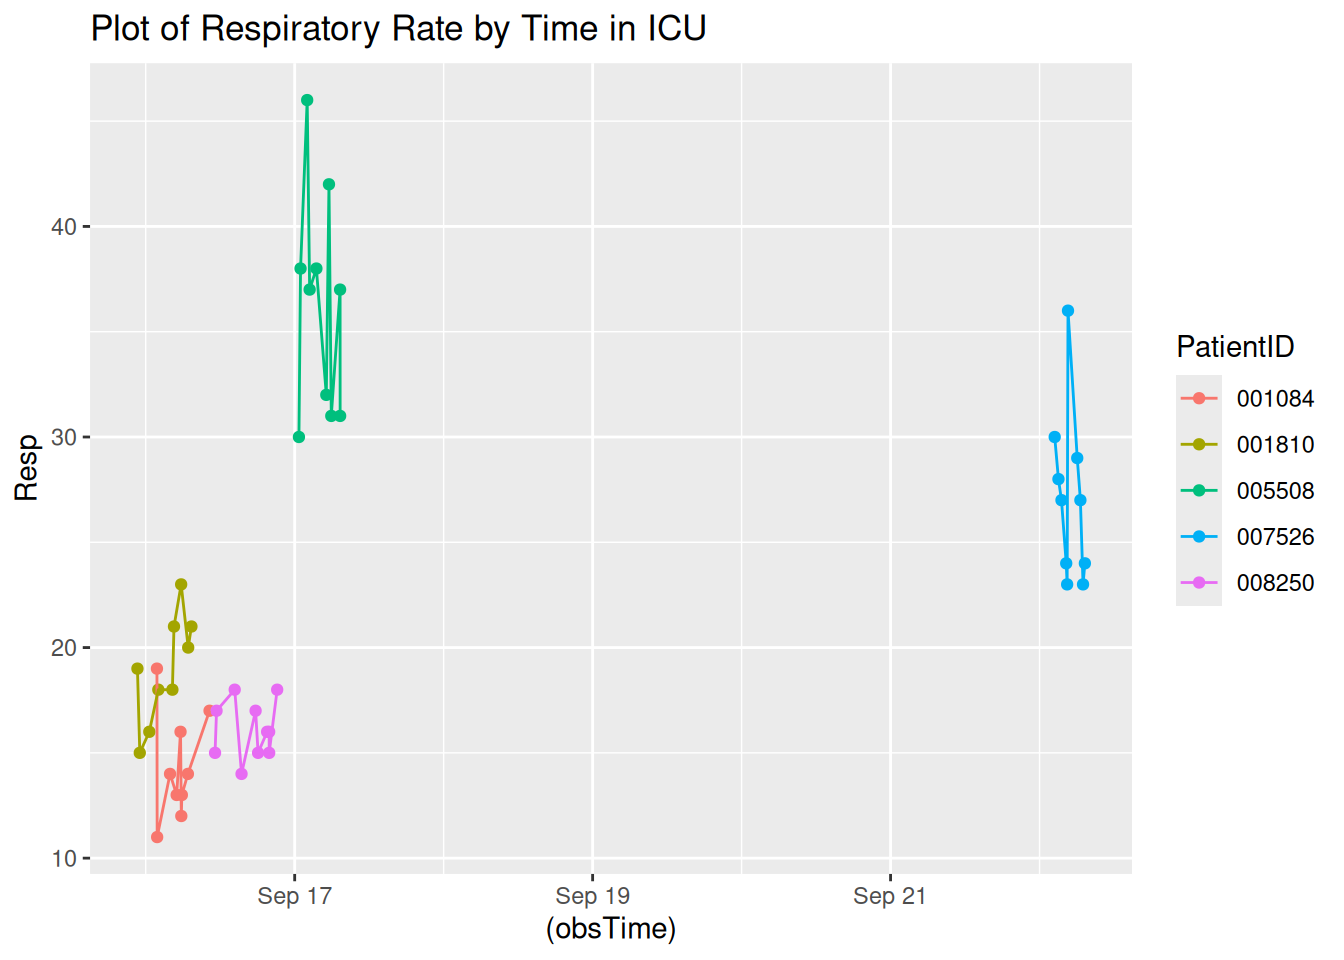 Plot of Respiratory Rate by Time in ICU
Resp
40
30
20
10
Sep 17
Sep 19
Sep 21
(obsTime)
PatientID
001084
001810
005508
007526
008250